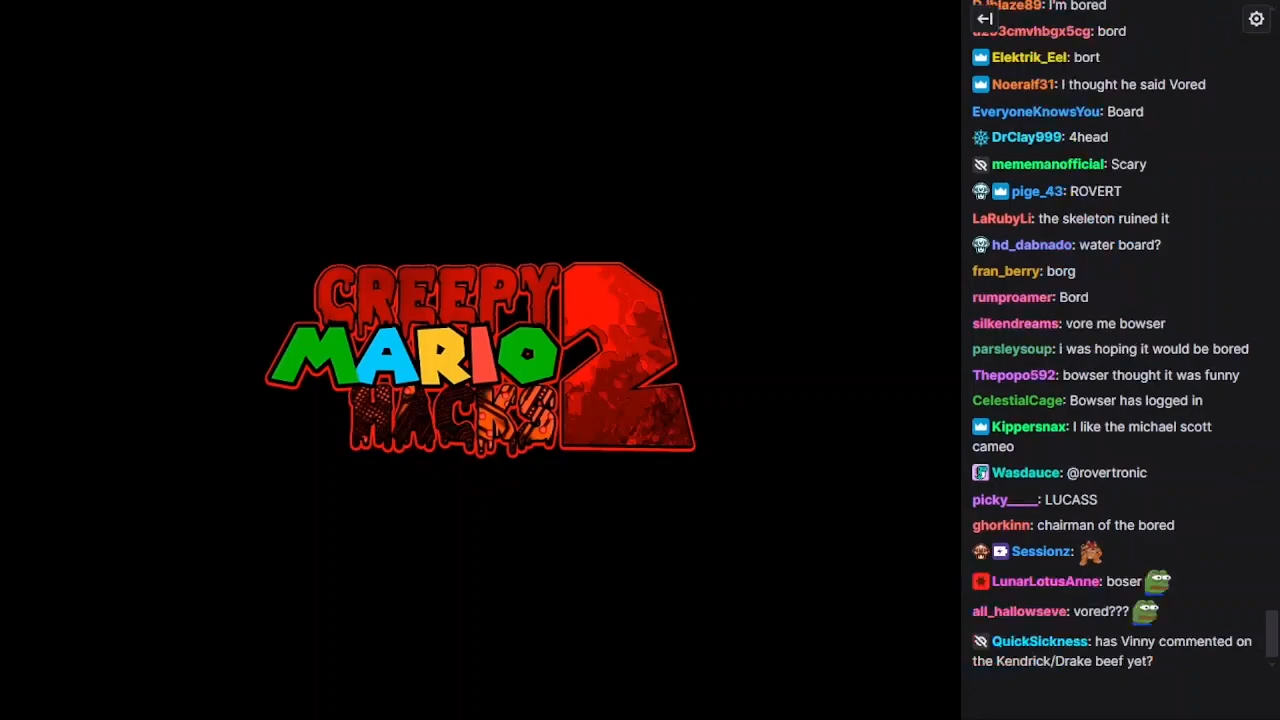 CREEPY
MARIO
HACKS
2
DJblaze89: I'm bored
bord
Elektrik_Eel: bort
Noeralf31: I thought he said Vored
EveryoneKnowsYou: Board
DrClay999: 4head
mememanofficial: Scary
pige_43: ROVERT
LaRubyLi: the skeleton ruined it
hd_dabnado: water board?
fran_berry: borg
rumproamer: Bord
silkendreams: vore me bowser
parsleysoup: i was hoping it would be bored
Thepopo592: bowser thought it was funny
CelestialCage: Bowser has logged in
Kippersnax: I like the michael scott
cameo
Wasdauce: @rovertronic
picky_____: LUCASS
ghorkinn: chairman of the bored
Sessionz:
LunarLotusAnne: boser
all_hallowseve: vored???
QuickSickness: has Vinny commented on
the Kendrick/Drake beef yet?